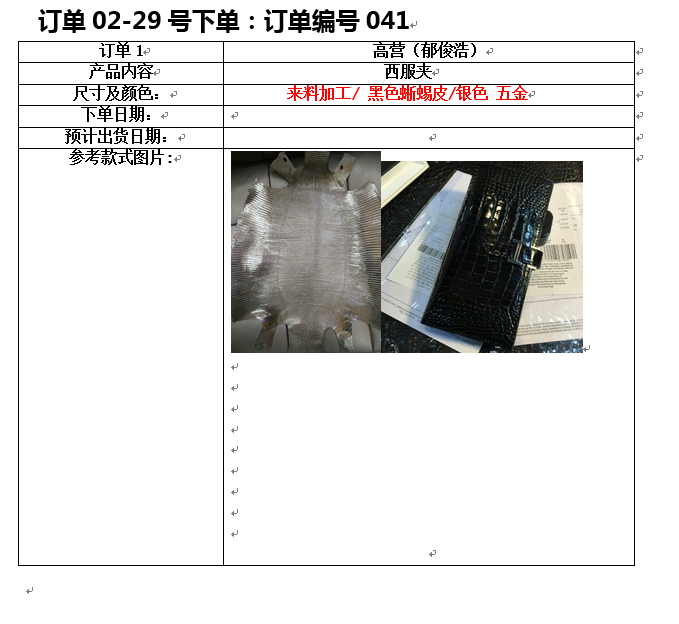 订单 02-29 号下单：订单编号 041
订单 1
高营（郁俊浩）
产品内容
西服夹
尺寸及颜色：
来料加工/ 黑色蜥蜴皮/银色 五金
下单日期：
预计出货日期：
参考款式图片: